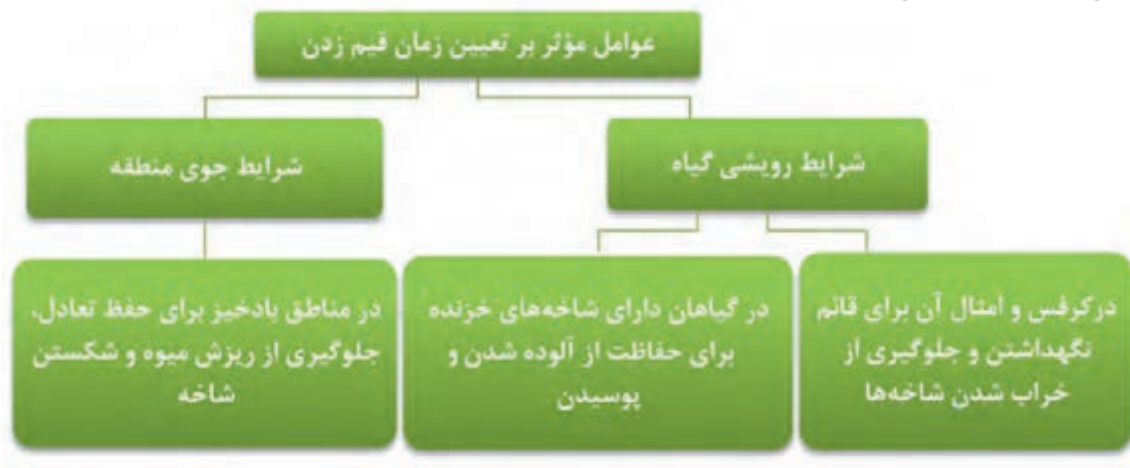 عوامل مؤثر بر تعیین زمان قیم زدن
شرایط رویشی گیاه
شرایط جوی منطقه
درکرفس و امثال آن برای قائم
نگهداشتن و جلوگیری از
خراب شدن شاخه‌ها
در گیاهان دارای شاخه‌های خزنده
برای حفاظت از آلوده شدن و
پوسیدن
در مناطق بادخیز برای حفظ تعادل،
جلوگیری از ریزش میوه و شکستن
شاخه